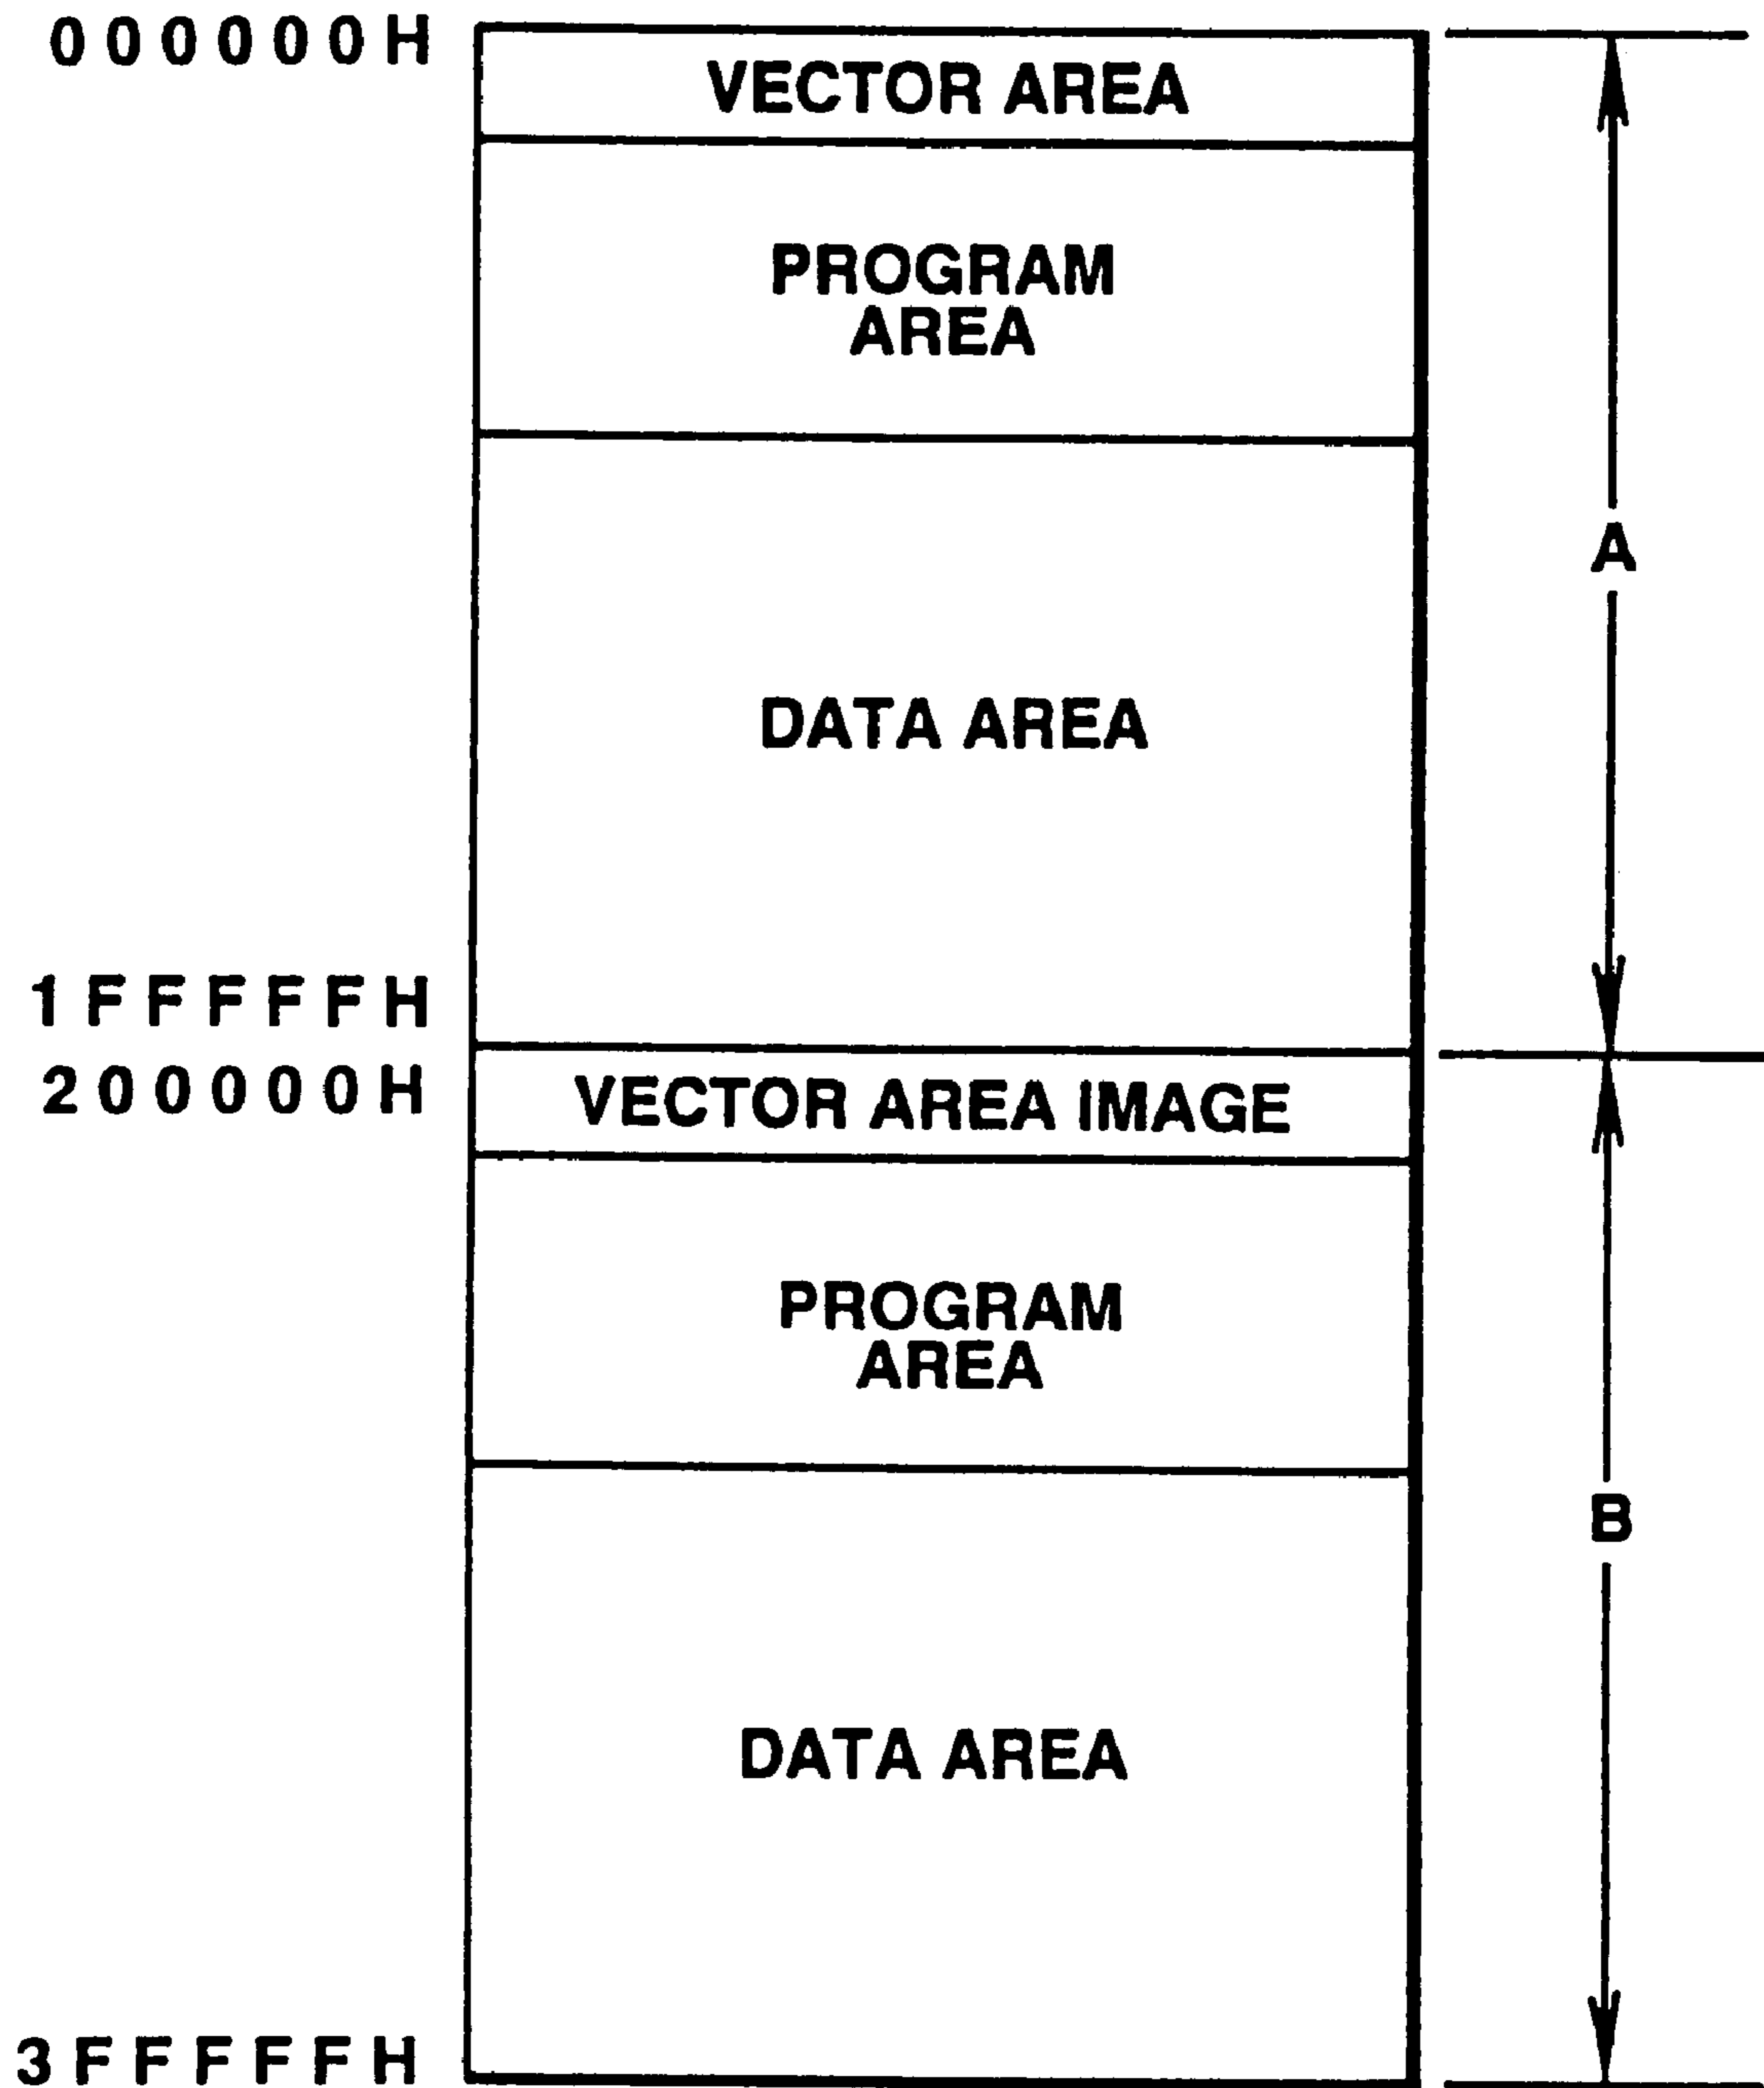 000000H
VECTOR AREA
PROGRAM
AREA
A
DATA AREA
1FFFFFH
200000H
VECTOR AREA IMAGE
PROGRAM
AREA
B
DATA AREA
3FFFFFH